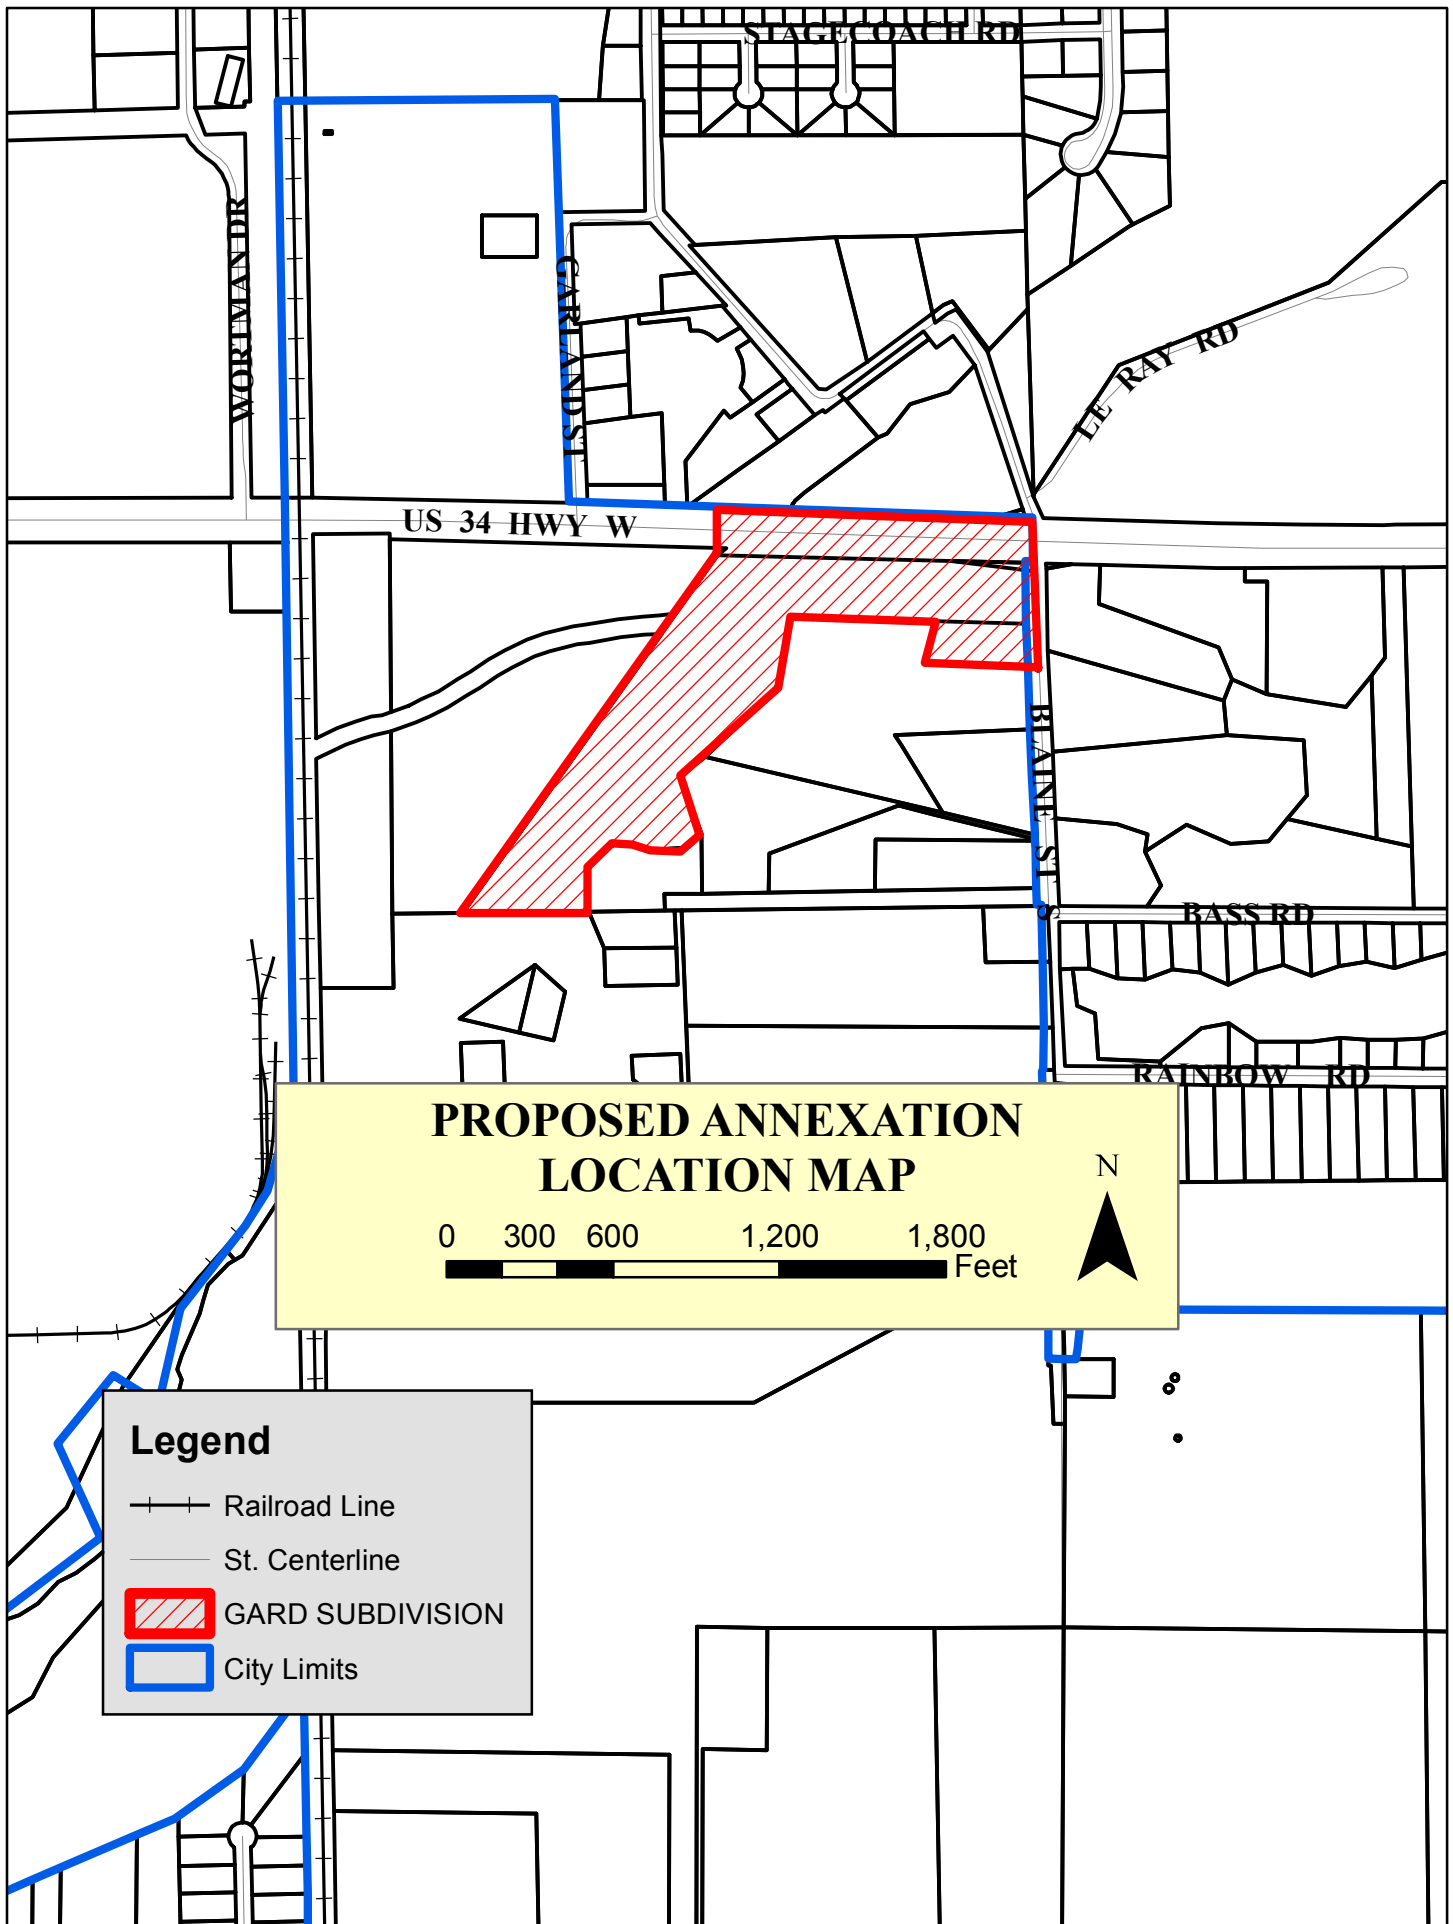 STAGECOACH RD
WORTMAN DR
GARLAND ST
LE RAY RD
US 34 HWY W
BLAINE ST S
BASS RD
RAINBOW RD
PROPOSED ANNEXATION
LOCATION MAP
N
0 300 600 1,200 1,800
Feet
Legend
Railroad Line
St. Centerline
GARD SUBDIVISION
City Limits